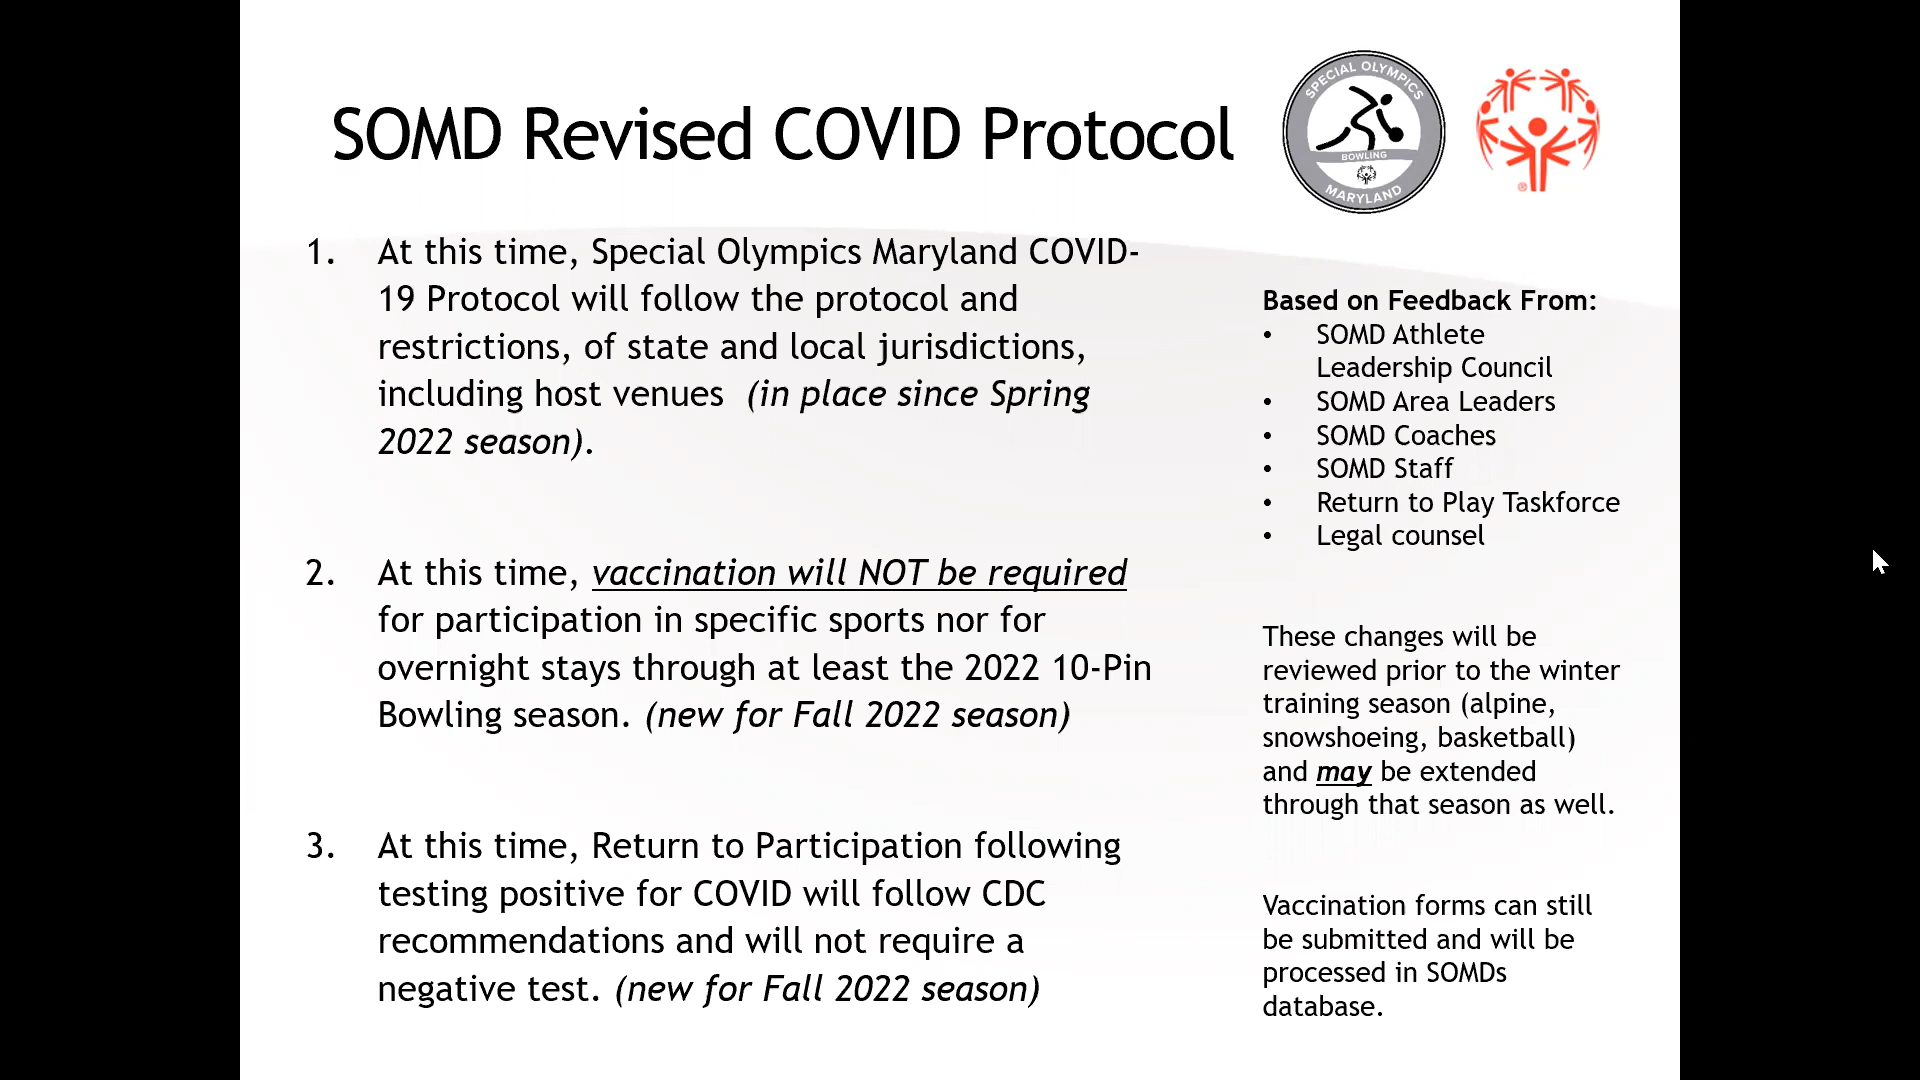 SOMD Revised COVID Protocol
SPECIAL OLYMPICS
BOWLING
MARYLAND
®
1. At this time, Special Olympics Maryland COVID-
19 Protocol will follow the protocol and
restrictions, of state and local jurisdictions,
including host venues (in place since Spring
2022 season).
2. At this time, vaccination will NOT be required
for participation in specific sports nor for
overnight stays through at least the 2022 10-Pin
Bowling season. (new for Fall 2022 season)
3. At this time, Return to Participation following
testing positive for COVID will follow CDC
recommendations and will not require a
negative test. (new for Fall 2022 season)
Based on Feedback From:
• SOMD Athlete
Leadership Council
• SOMD Area Leaders
• SOMD Coaches
• SOMD Staff
• Return to Play Taskforce
• Legal counsel
These changes will be
reviewed prior to the winter
training season (alpine,
snowshoeing, basketball)
and may be extended
through that season as well.
Vaccination forms can still
be submitted and will be
processed in SOMDs
database.